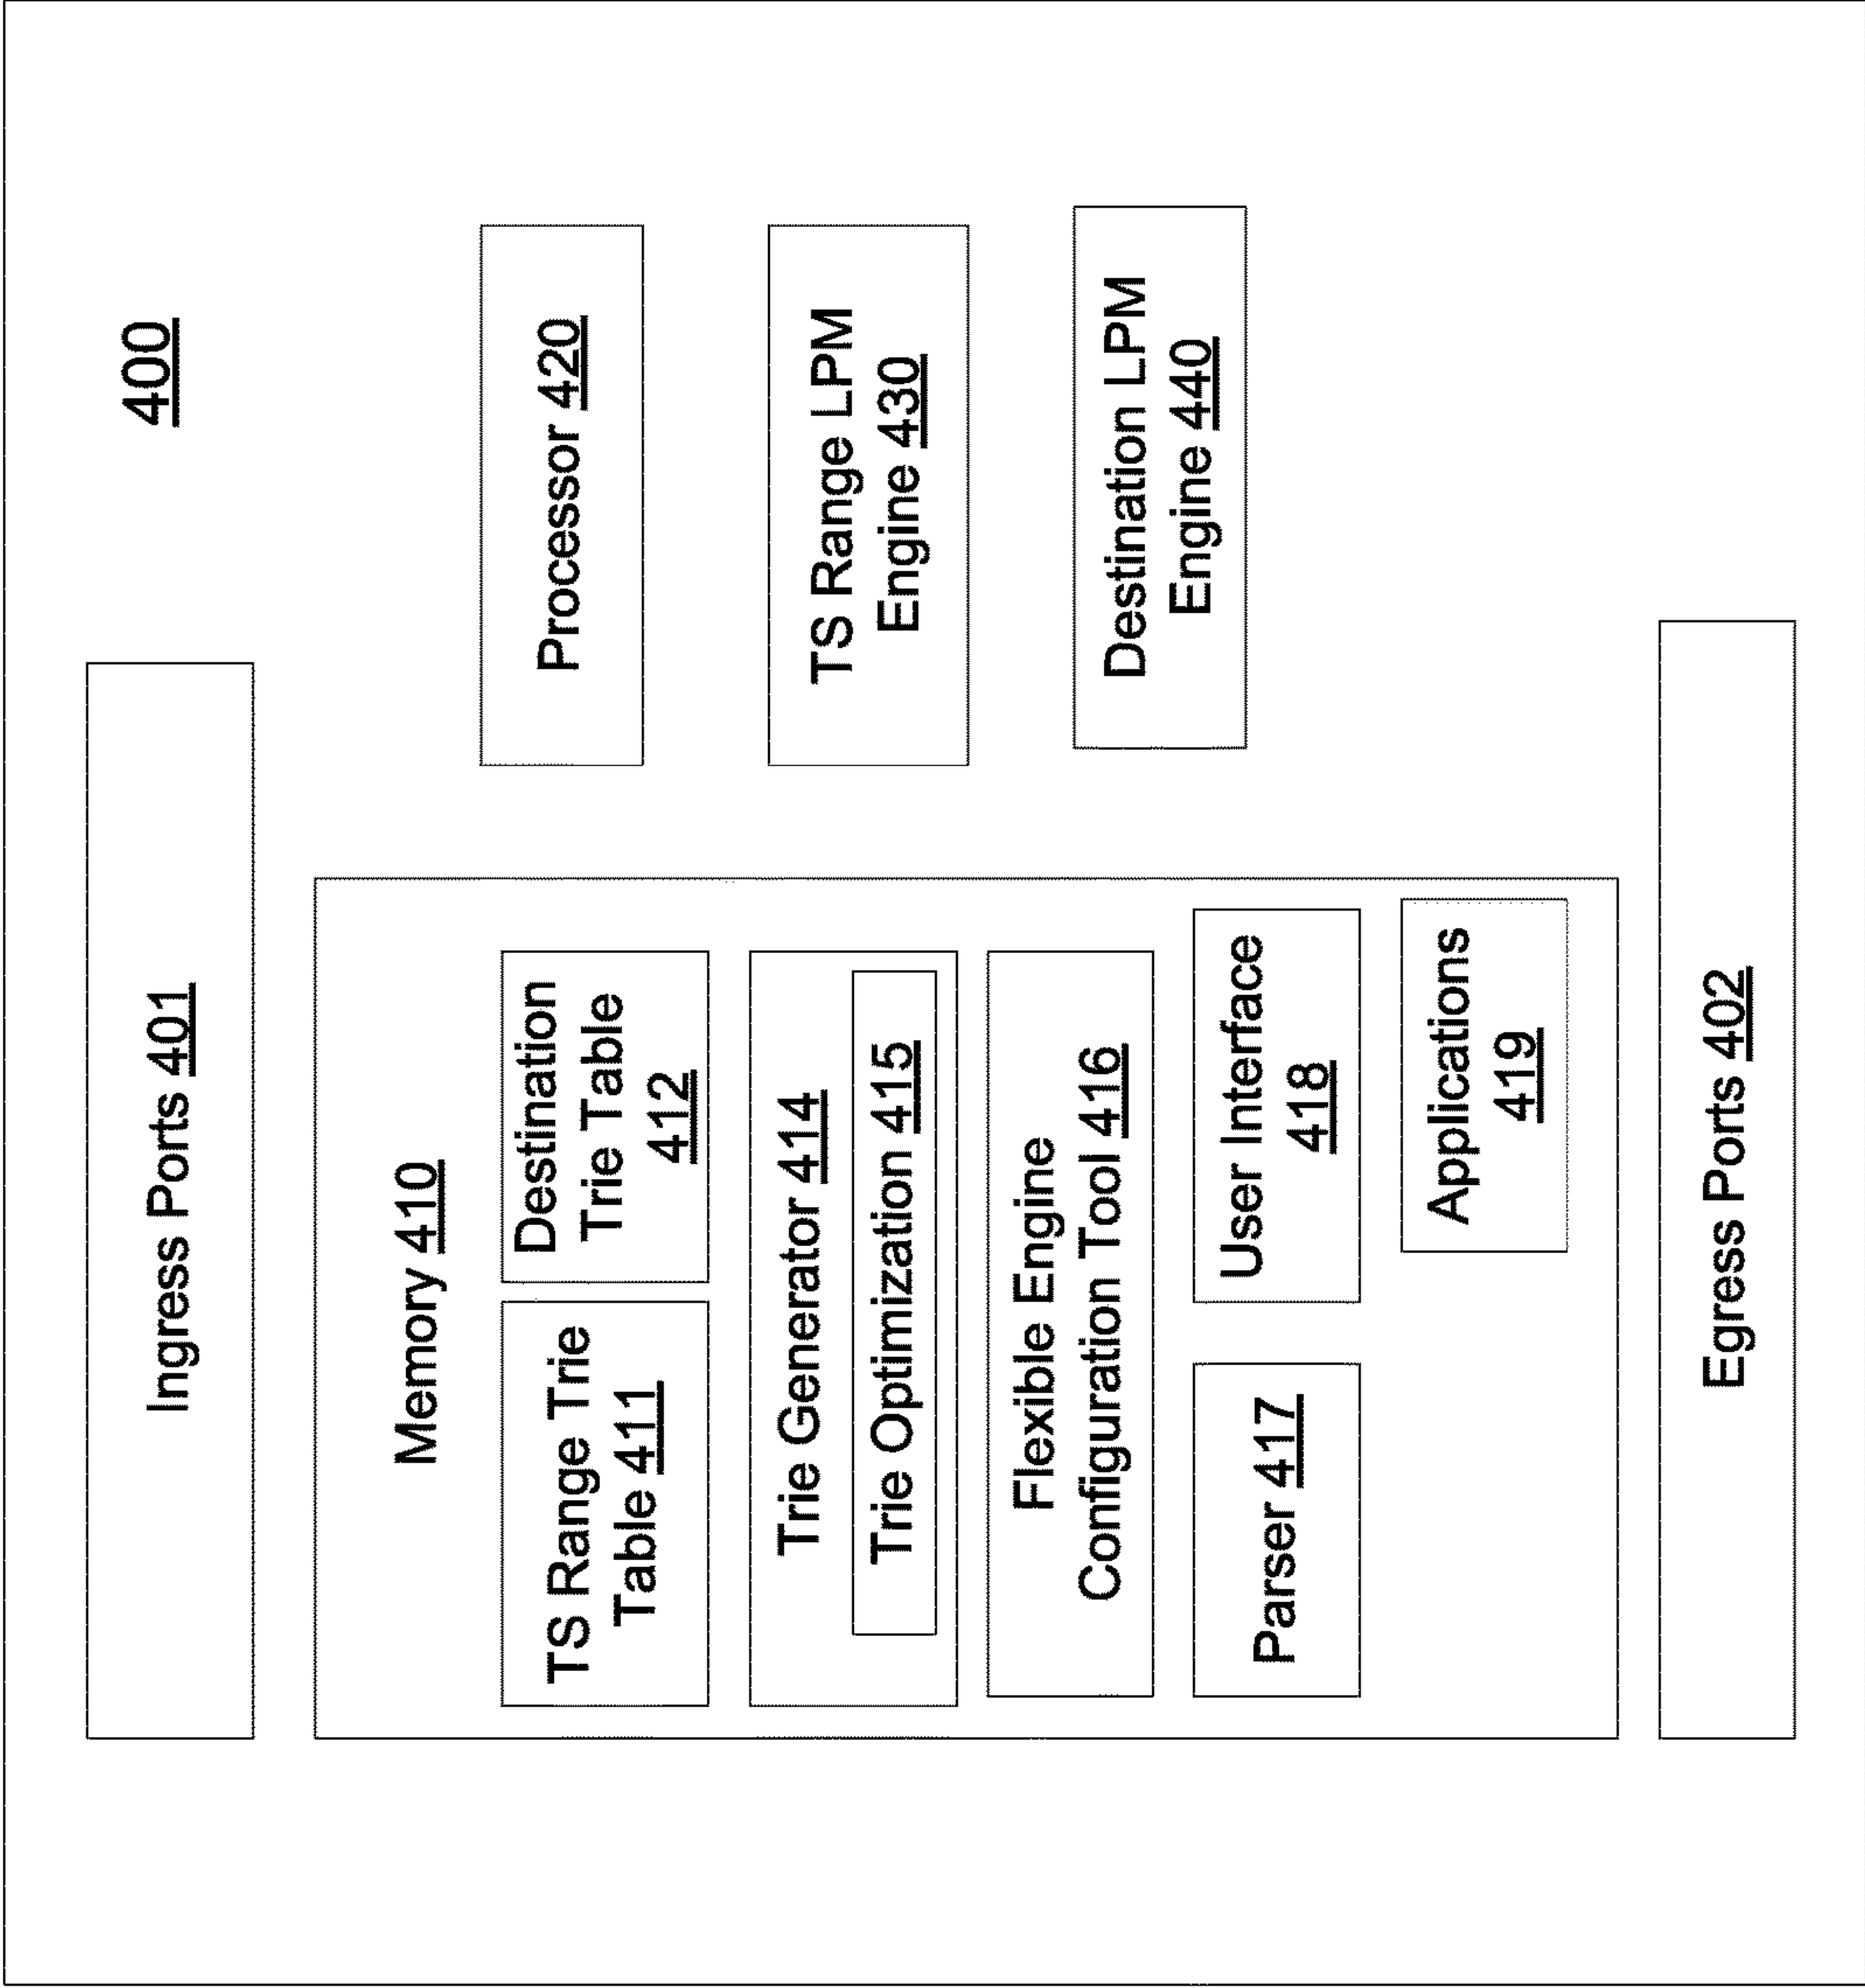 400
Ingress Ports 401
Memory 410
TS Range Trie
Table 411
Destination
Trie Table
412
Trie Generator 414
Trie Optimization 415
Flexible Engine
Configuration Tool 416
Parser 417
User Interface
418
Applications
419
Processor 420
TS Range LPM
Engine 430
Destination LPM
Engine 440
Egress Ports 402